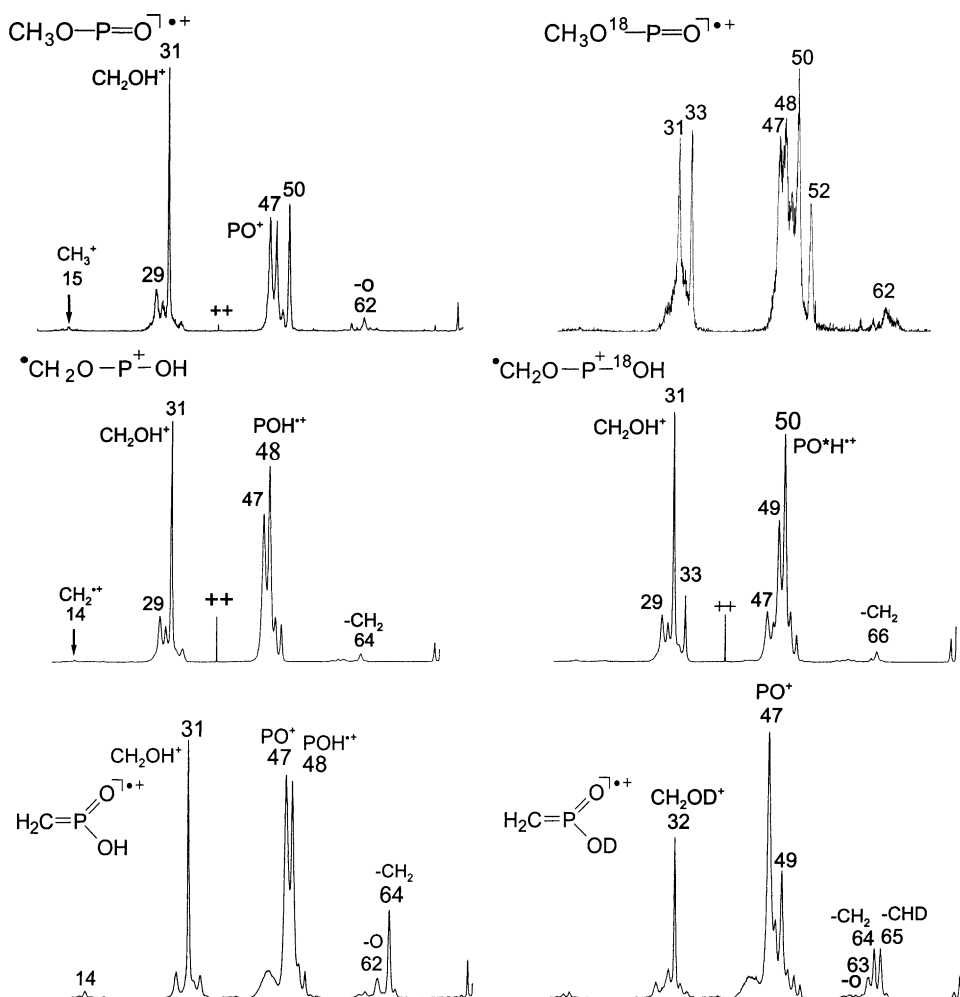 CH₃O–P=O⌉•+
31
CH₂OH⁺
CH₃⁺
15
29
++
PO⁺
47
50
-O
62
CH₃O¹⁸–P=O⌉•+
31
33
47
48
50
52
62
•CH₂O–P⁺–OH
31
CH₂OH⁺
CH₂•⁺
14
29
++
POH•⁺
48
47
-CH₂
64
•CH₂O–P⁺–¹⁸OH
31
CH₂OH⁺
50
PO*H•⁺
49
29
33
++
47
-CH₂
66
H₂C=P
O⌉•+
OH
31
CH₂OH⁺
PO⁺
47
POH•⁺
48
-CH₂
64
-O
62
14
H₂C=P
O⌉•+
OD
PO⁺
47
CH₂OD⁺
32
49
-CH₂
64
-CHD
65
63
-O